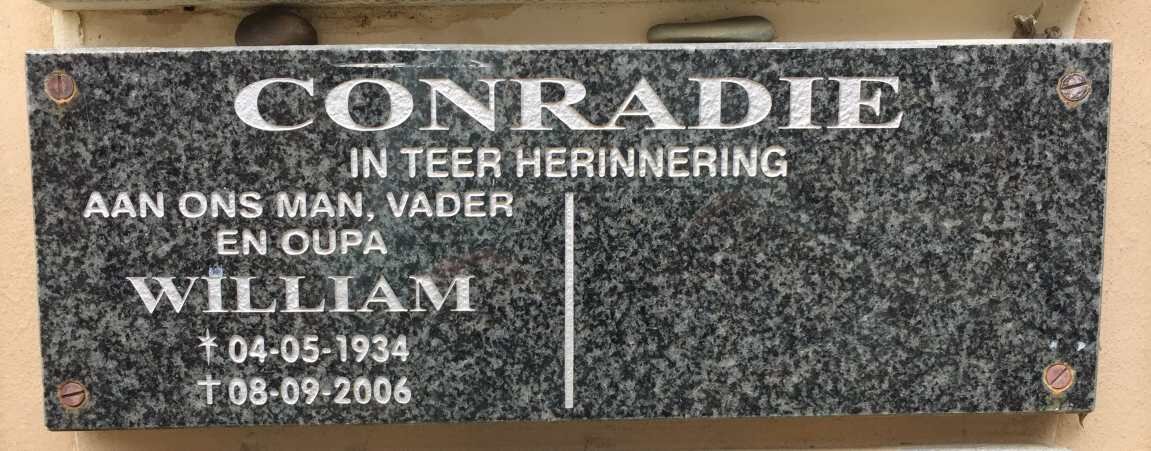 CONRADIE
IN TEER HERINNERING
AAN ONS MAN, VADER
EN OUPA
WILLIAM
* 04-05-1934
† 08-09-2006